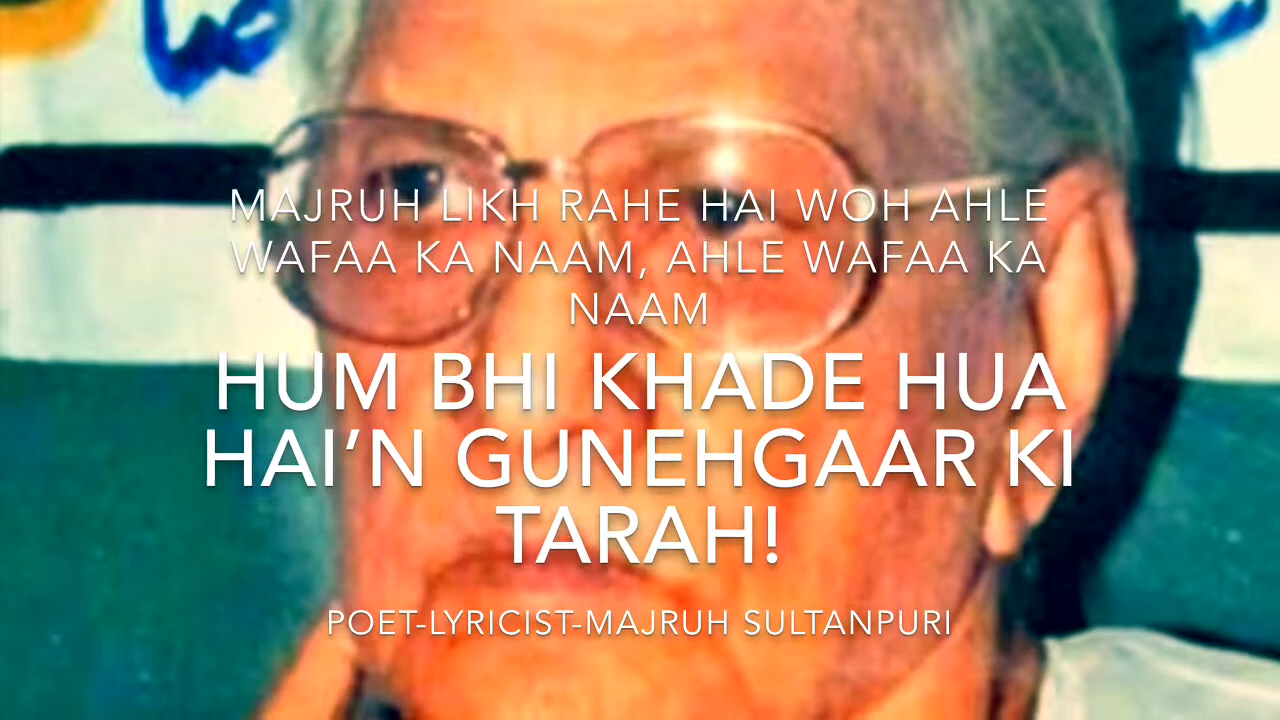 MAJRUH LIKH RAHE HAI WOH AHLE
WAFAA KA NAAM, AHLE WAFAA KA
NAAM
HUM BHI KHADE HUA
HAI’N GUNEHGAAR KI
TARAH!
POET-LYRICIST-MAJRUH SULTANPURI